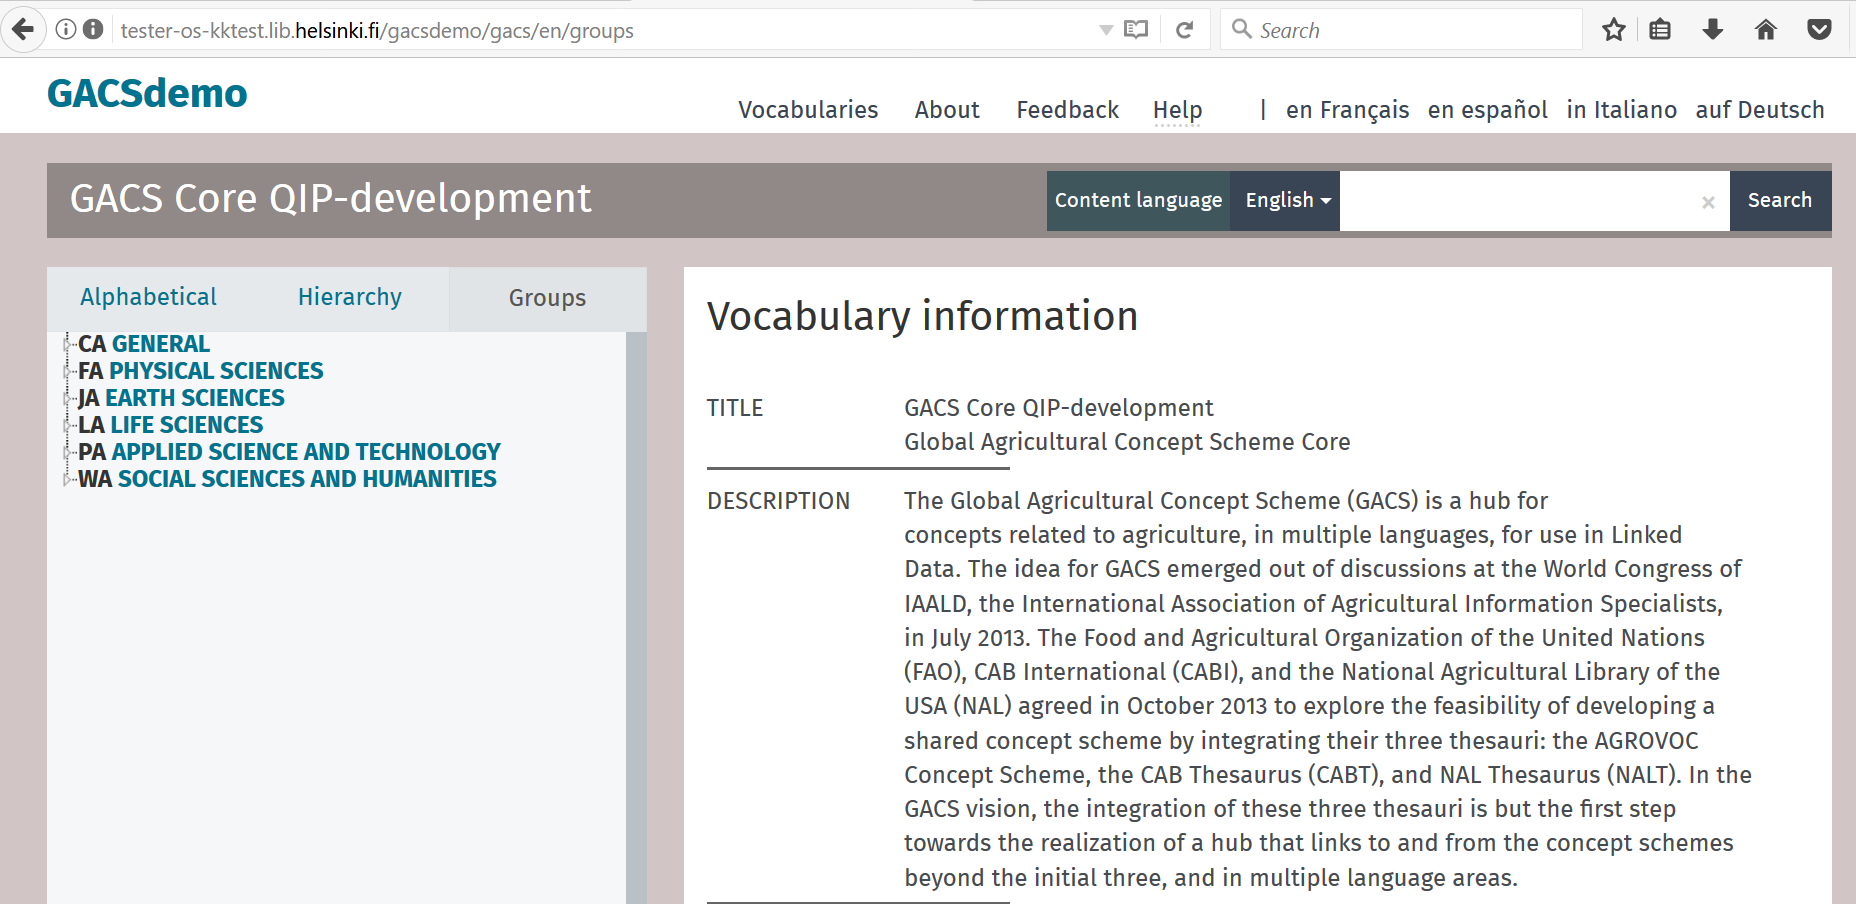 tester-os-kktest.lib.helsinki.fi/gacsdemo/gacs/en/groups
Search
GACSdemo
Vocabularies About Feedback Help | en Français en español in Italiano auf Deutsch
GACS Core QIP-development
Content language English × Search
Alphabetical Hierarchy Groups
CA GENERAL
FA PHYSICAL SCIENCES
JA EARTH SCIENCES
LA LIFE SCIENCES
PA APPLIED SCIENCE AND TECHNOLOGY
WA SOCIAL SCIENCES AND HUMANITIES
Vocabulary information
TITLE GACS Core QIP-development
Global Agricultural Concept Scheme Core
DESCRIPTION The Global Agricultural Concept Scheme (GACS) is a hub for
concepts related to agriculture, in multiple languages, for use in Linked
Data. The idea for GACS emerged out of discussions at the World Congress of
IAALD, the International Association of Agricultural Information Specialists,
in July 2013. The Food and Agricultural Organization of the United Nations
(FAO), CAB International (CABI), and the National Agricultural Library of the
USA (NAL) agreed in October 2013 to explore the feasibility of developing a
shared concept scheme by integrating their three thesauri: the AGROVOC
Concept Scheme, the CAB Thesaurus (CABT), and NAL Thesaurus (NALT). In the
GACS vision, the integration of these three thesauri is but the first step
towards the realization of a hub that links to and from the concept schemes
beyond the initial three, and in multiple language areas.